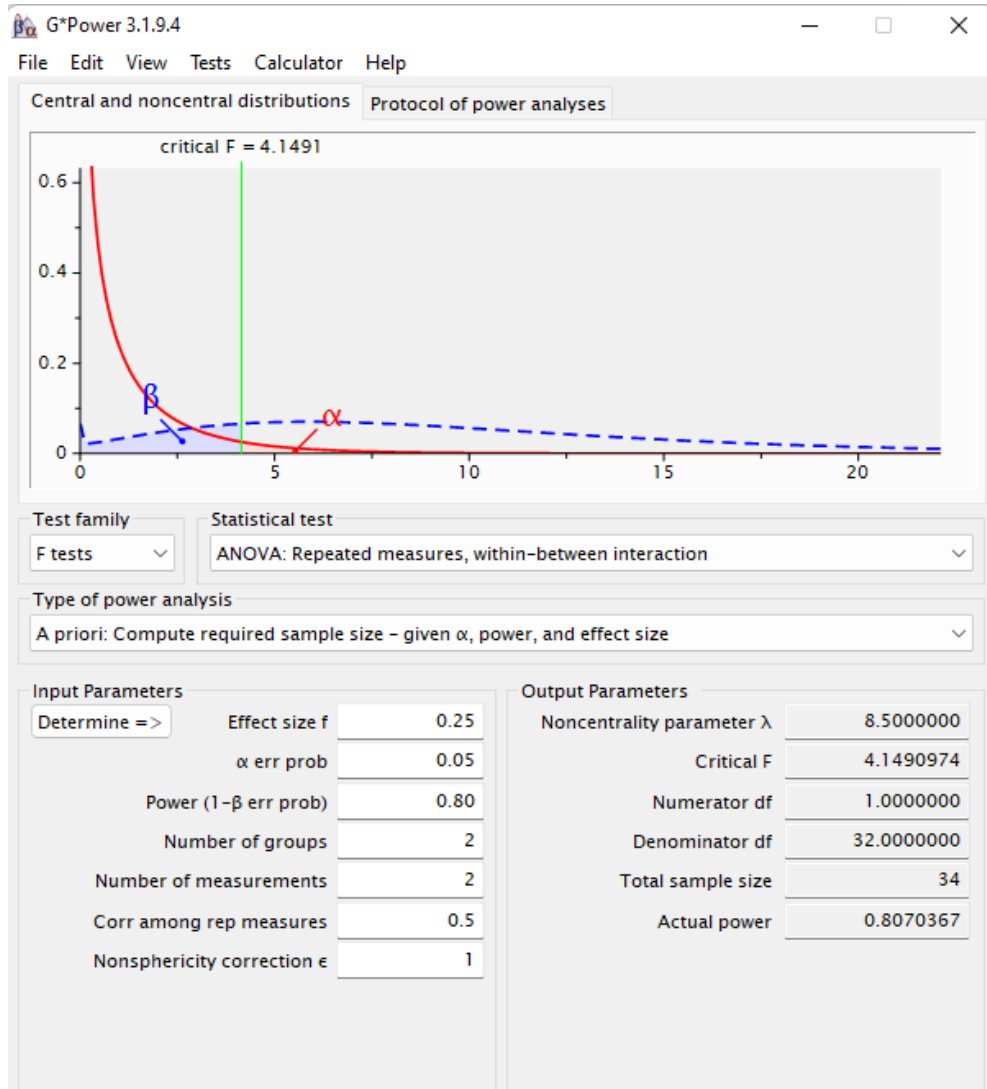 G*Power 3.1.9.4
File Edit View Tests Calculator Help
Central and noncentral distributions Protocol of power analyses
critical F = 4.1491
0.6
0.4
0.2
0
β
α
0 5 10 15 20
Test family Statistical test
F tests ANOVA: Repeated measures, within-between interaction
Type of power analysis
A priori: Compute required sample size - given α, power, and effect size
Input Parameters Output Parameters
Determine => Effect size f 0.25 Noncentrality parameter λ 8.5000000
α err prob 0.05 Critical F 4.1490974
Power (1-β err prob) 0.80 Numerator df 1.0000000
Number of groups 2 Denominator df 32.0000000
Number of measurements 2 Total sample size 34
Corr among rep measures 0.5 Actual power 0.8070367
Nonsphericity correction ϵ 1